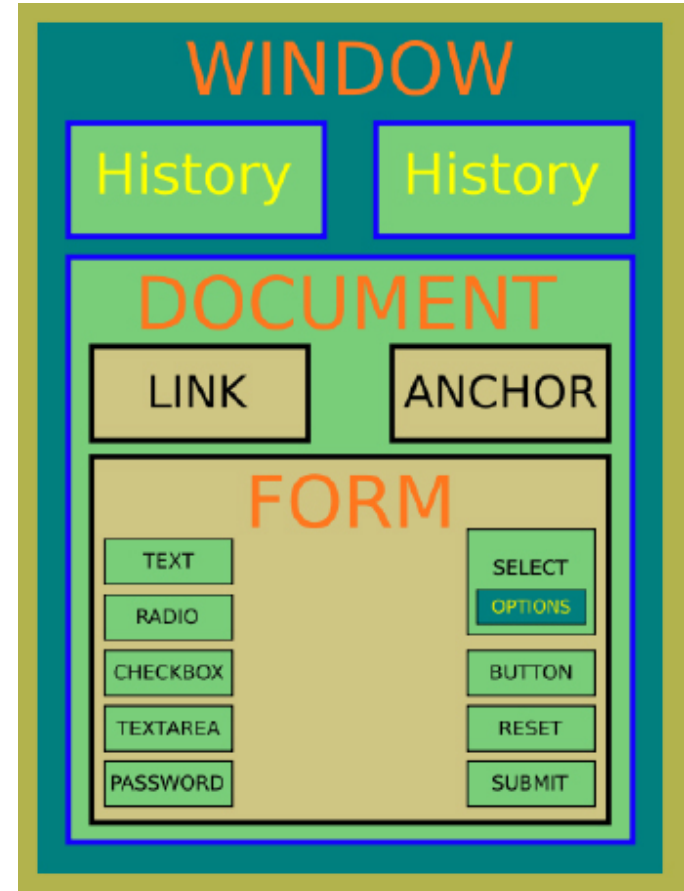 WINDOW
History History
DOCUMENT
LINK ANCHOR
FORM
TEXT
RADIO
CHECKBOX
TEXTAREA
PASSWORD
SELECT
OPTIONS
BUTTON
RESET
SUBMIT